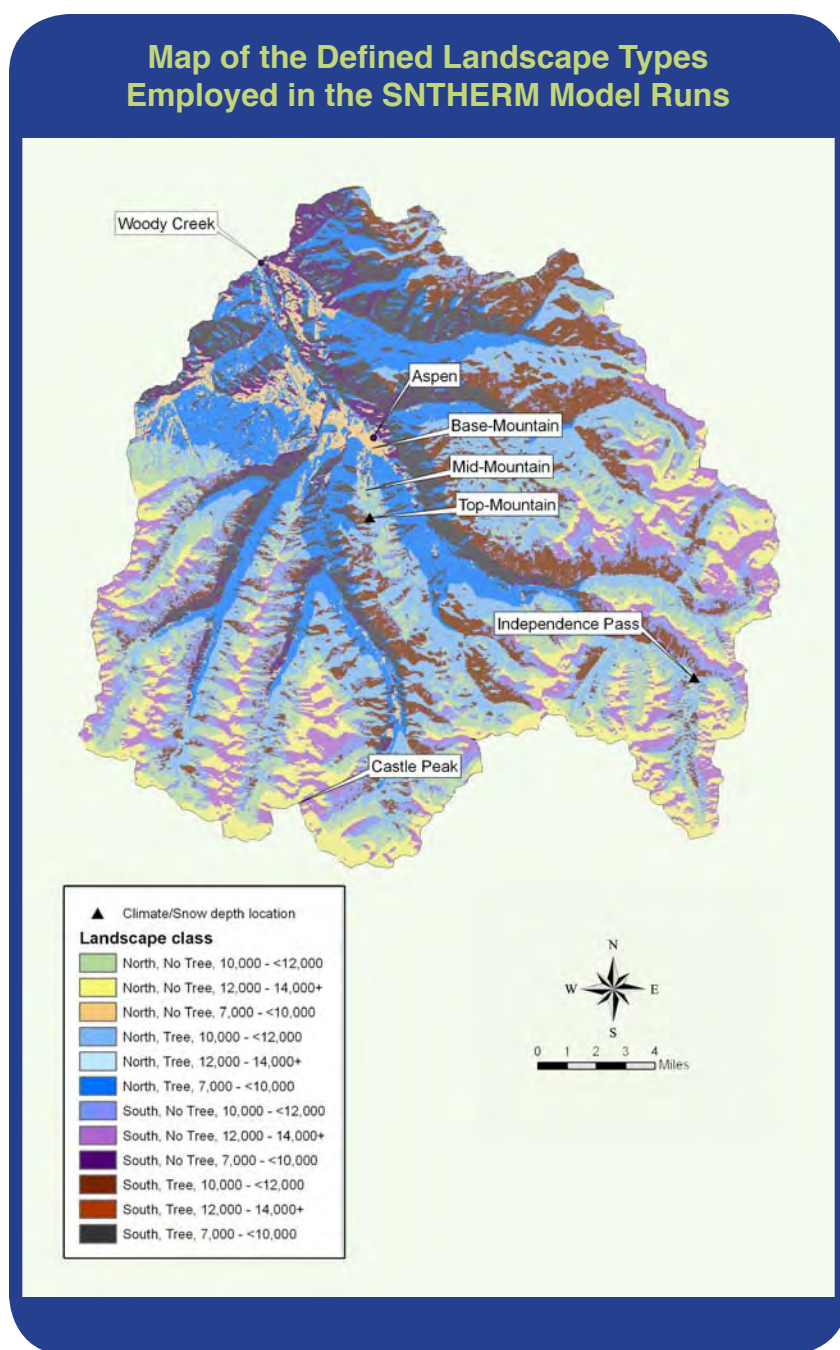 Map of the Defined Landscape Types
Employed in the SNTHERM Model Runs
Woody Creek
Aspen
Base-Mountain
Mid-Mountain
Top-Mountain
Independence Pass
Castle Peak
Climate/Snow depth location
Landscape class
North, No Tree, 10,000 - <12,000
North, No Tree, 12,000 - 14,000+
North, No Tree, 7,000 - <10,000
North, Tree, 10,000 - <12,000
North, Tree, 12,000 - 14,000+
North, Tree, 7,000 - <10,000
South, No Tree, 10,000 - <12,000
South, No Tree, 12,000 - 14,000+
South, No Tree, 7,000 - <10,000
South, Tree, 10,000 - <12,000
South, Tree, 12,000 - 14,000+
South, Tree, 7,000 - <10,000
N
W E
S
0 1 2 3 4
Miles